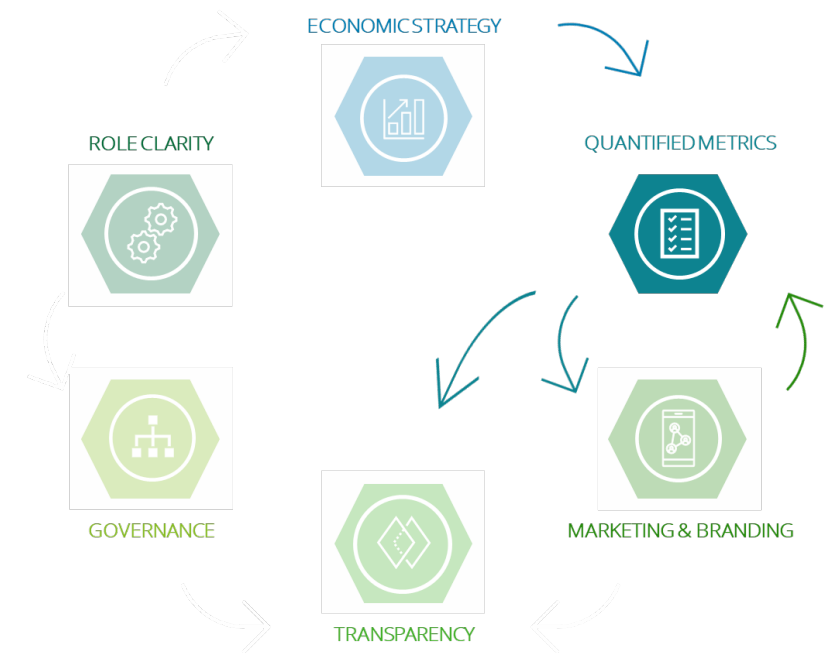 ECONOMIC STRATEGY
ROLE CLARITY
QUANTIFIED METRICS
GOVERNANCE
MARKETING & BRANDING
TRANSPARENCY